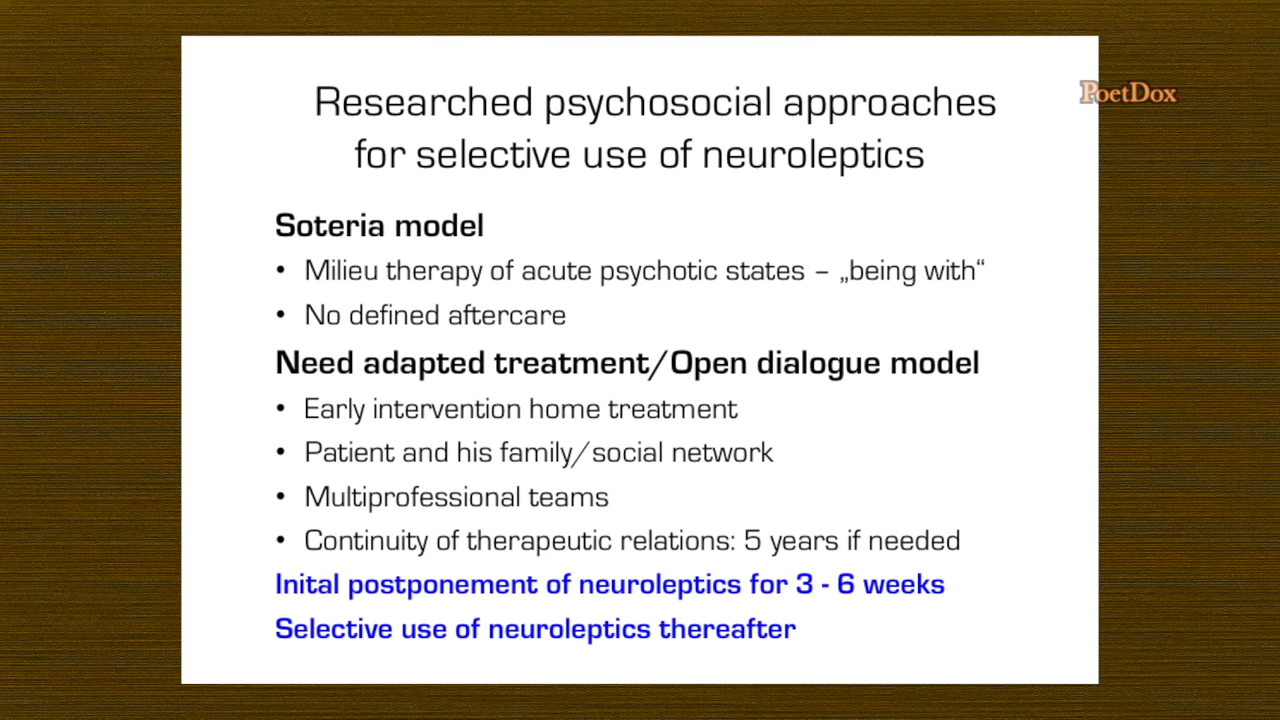 PoetDox
Researched psychosocial approaches
for selective use of neuroleptics
Soteria model
• Milieu therapy of acute psychotic states – „being with“
• No defined aftercare
Need adapted treatment/Open dialogue model
• Early intervention home treatment
• Patient and his family/social network
• Multiprofessional teams
• Continuity of therapeutic relations: 5 years if needed
Inital postponement of neuroleptics for 3 - 6 weeks
Selective use of neuroleptics thereafter